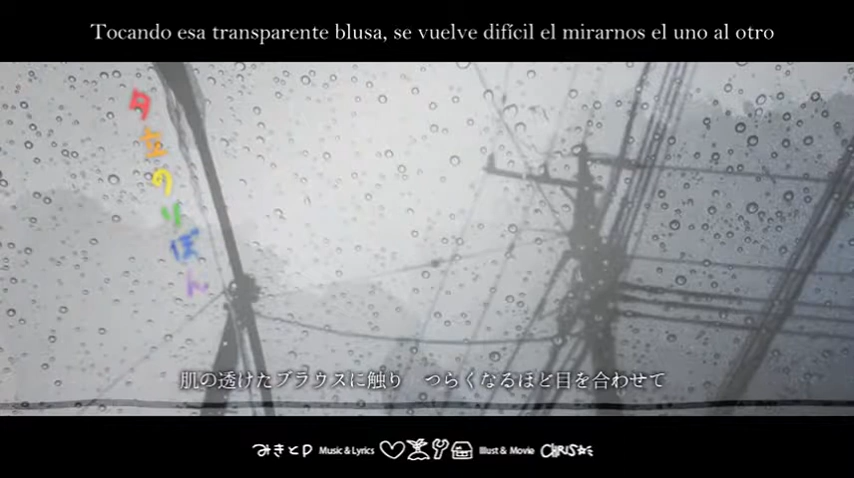 Tocando esa transparente blusa, se vuelve difícil el mirarnos el uno al otro
夕立のりぼん
肌の透けたブラウスに触り　つらくなるほど目を合わせて
みきとP Music & Lyrics Illust & Movie CHRIS